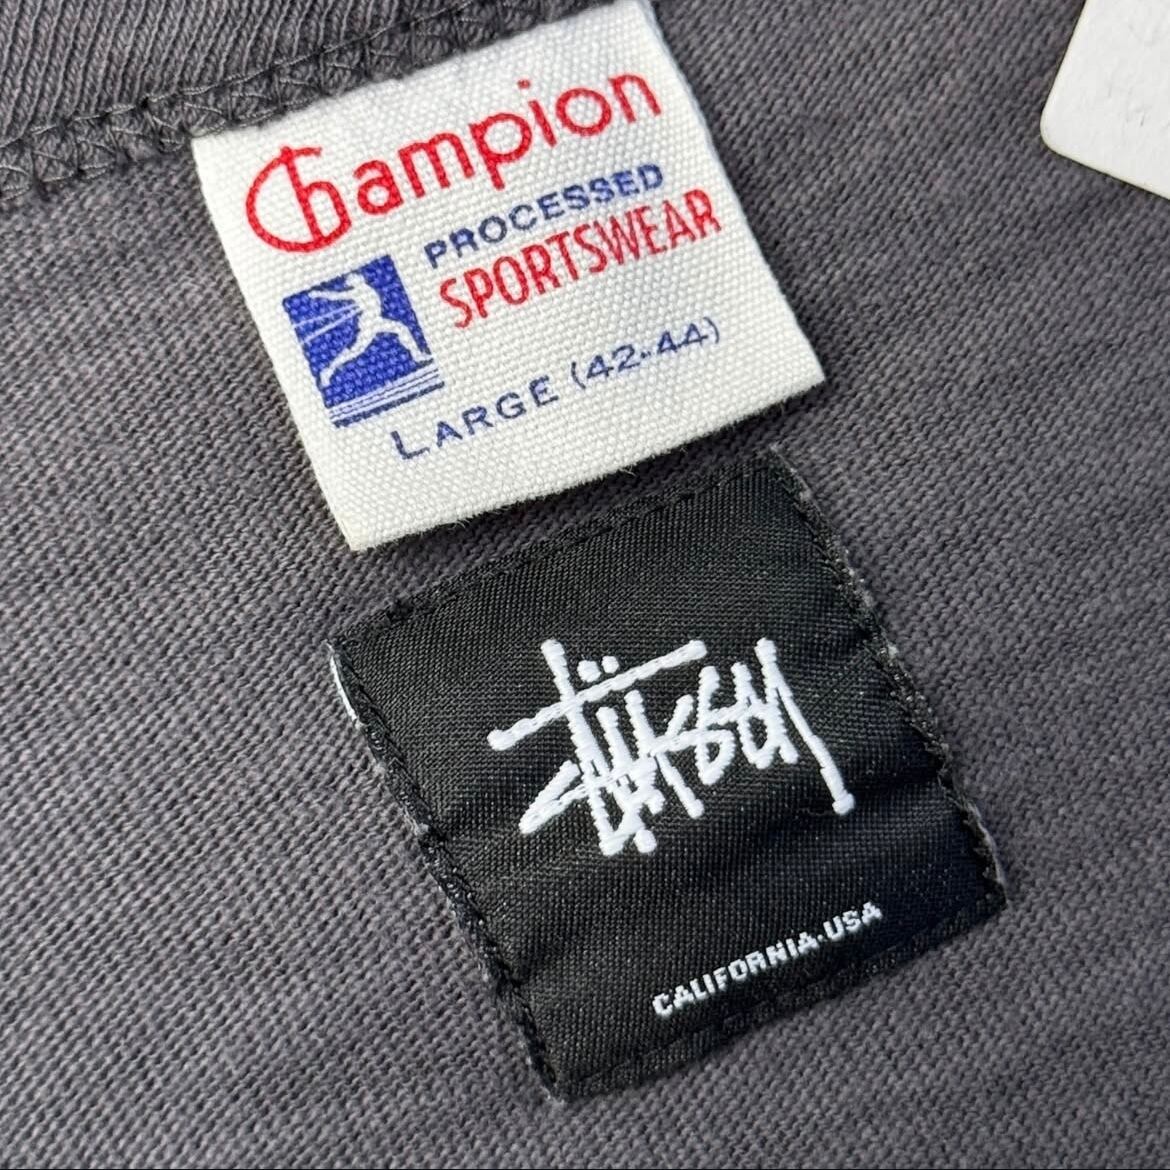 Champion
PROCESSED
SPORTSWEAR
LARGE (42-44)
Stüssy
CALIFORNIA·USA